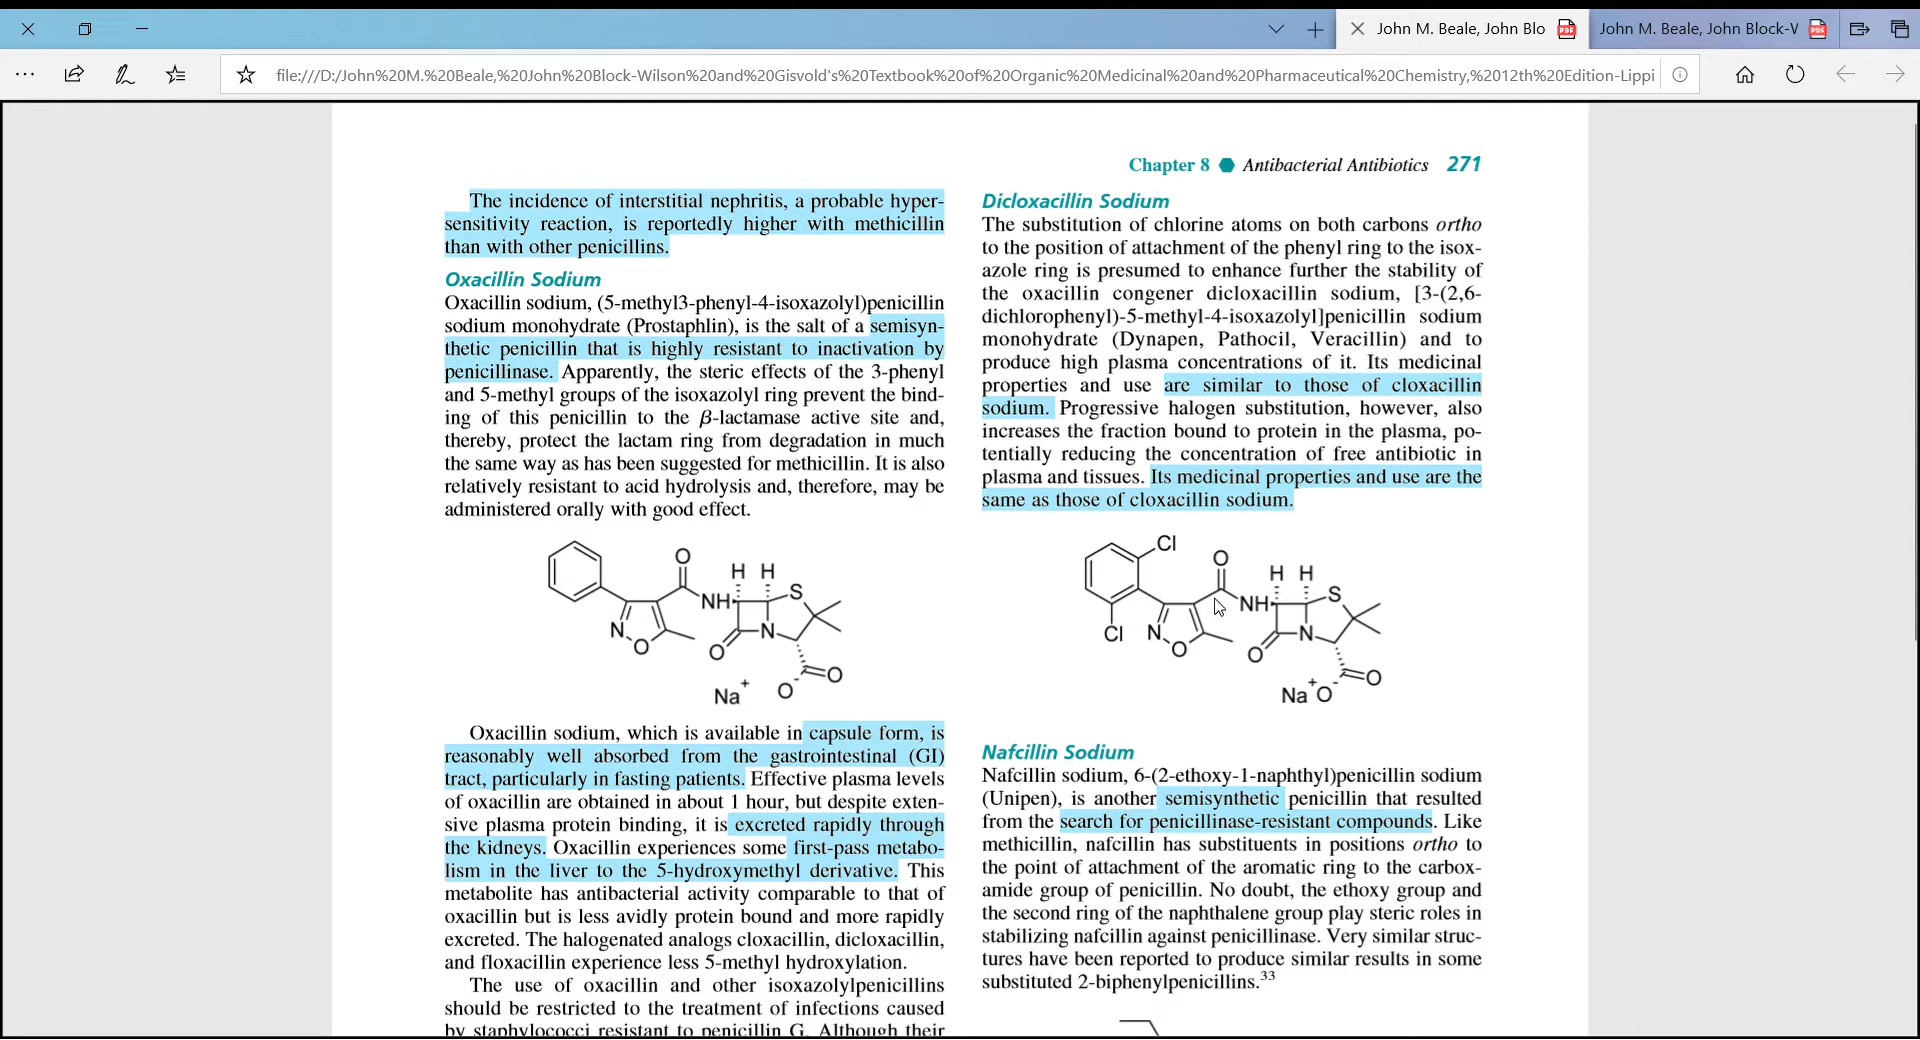 John M. Beale, John Blo
John M. Beale, John Block-V
file:///D:/John%20M.%20Beale,%20John%20Block-Wilson%20and%20Gisvold's%20Textbook%20of%20Organic%20Medicinal%20and%20Pharmaceutical%20Chemistry,%2012th%20Edition-Lippi
Chapter 8 Antibacterial Antibiotics 271
The incidence of interstitial nephritis, a probable hyper-
sensitivity reaction, is reportedly higher with methicillin
than with other penicillins.
Oxacillin Sodium
Oxacillin sodium, (5-methyl3-phenyl-4-isoxazolyl)penicillin
sodium monohydrate (Prostaphlin), is the salt of a semisyn-
thetic penicillin that is highly resistant to inactivation by
penicillinase. Apparently, the steric effects of the 3-phenyl
and 5-methyl groups of the isoxazolyl ring prevent the bind-
ing of this penicillin to the β-lactamase active site and,
thereby, protect the lactam ring from degradation in much
the same way as has been suggested for methicillin. It is also
relatively resistant to acid hydrolysis and, therefore, may be
administered orally with good effect.
O
H H
S
NH
N
O
N
O
O
Na+ O-
Oxacillin sodium, which is available in capsule form, is
reasonably well absorbed from the gastrointestinal (GI)
tract, particularly in fasting patients. Effective plasma levels
of oxacillin are obtained in about 1 hour, but despite exten-
sive plasma protein binding, it is excreted rapidly through
the kidneys. Oxacillin experiences some first-pass metabo-
lism in the liver to the 5-hydroxymethyl derivative. This
metabolite has antibacterial activity comparable to that of
oxacillin but is less avidly protein bound and more rapidly
excreted. The halogenated analogs cloxacillin, dicloxacillin,
and floxacillin experience less 5-methyl hydroxylation.
The use of oxacillin and other isoxazolylpenicillins
should be restricted to the treatment of infections caused
by staphylococci resistant to penicillin G. Although their
Dicloxacillin Sodium
The substitution of chlorine atoms on both carbons ortho
to the position of attachment of the phenyl ring to the isox-
azole ring is presumed to enhance further the stability of
the oxacillin congener dicloxacillin sodium, [3-(2,6-
dichlorophenyl)-5-methyl-4-isoxazolyl]penicillin sodium
monohydrate (Dynapen, Pathocil, Veracillin) and to
produce high plasma concentrations of it. Its medicinal
properties and use are similar to those of cloxacillin
sodium. Progressive halogen substitution, however, also
increases the fraction bound to protein in the plasma, po-
tentially reducing the concentration of free antibiotic in
plasma and tissues. Its medicinal properties and use are the
same as those of cloxacillin sodium.
Cl
O
H H
S
NH
Cl
N
O
N
O
O
Na+ O-
Nafcillin Sodium
Nafcillin sodium, 6-(2-ethoxy-1-naphthyl)penicillin sodium
(Unipen), is another semisynthetic penicillin that resulted
from the search for penicillinase-resistant compounds. Like
methicillin, nafcillin has substituents in positions ortho to
the point of attachment of the aromatic ring to the carbox-
amide group of penicillin. No doubt, the ethoxy group and
the second ring of the naphthalene group play steric roles in
stabilizing nafcillin against penicillinase. Very similar struc-
tures have been reported to produce similar results in some
substituted 2-biphenylpenicillins.33